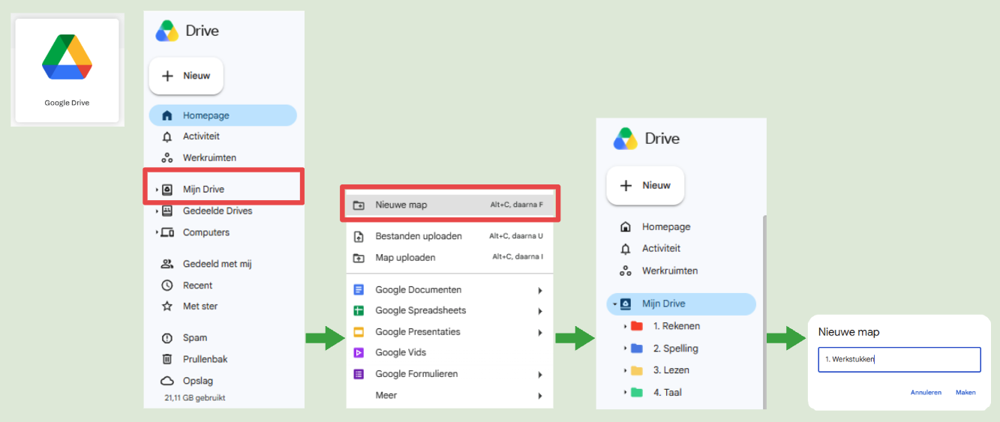 Google Drive
Drive
Nieuw
Homepage
Activiteit
Werkruimten
Mijn Drive
Gedeelde Drives
Computers
Gedeeld met mij
Recent
Met ster
Spam
Prullenbak
Opslag
21,11 GB gebruikt
Nieuwe map Alt+C, daarna F
Bestanden uploaden Alt+C, daarna U
Map uploaden Alt+C, daarna I
Google Documenten
Google Spreadsheets
Google Presentaties
Google Vids
Google Formulieren
Meer
Drive
Nieuw
Homepage
Activiteit
Werkruimten
Mijn Drive
1. Rekenen
2. Spelling
3. Lezen
4. Taal
Nieuwe map
1. Werkstukken
Annuleren Maken